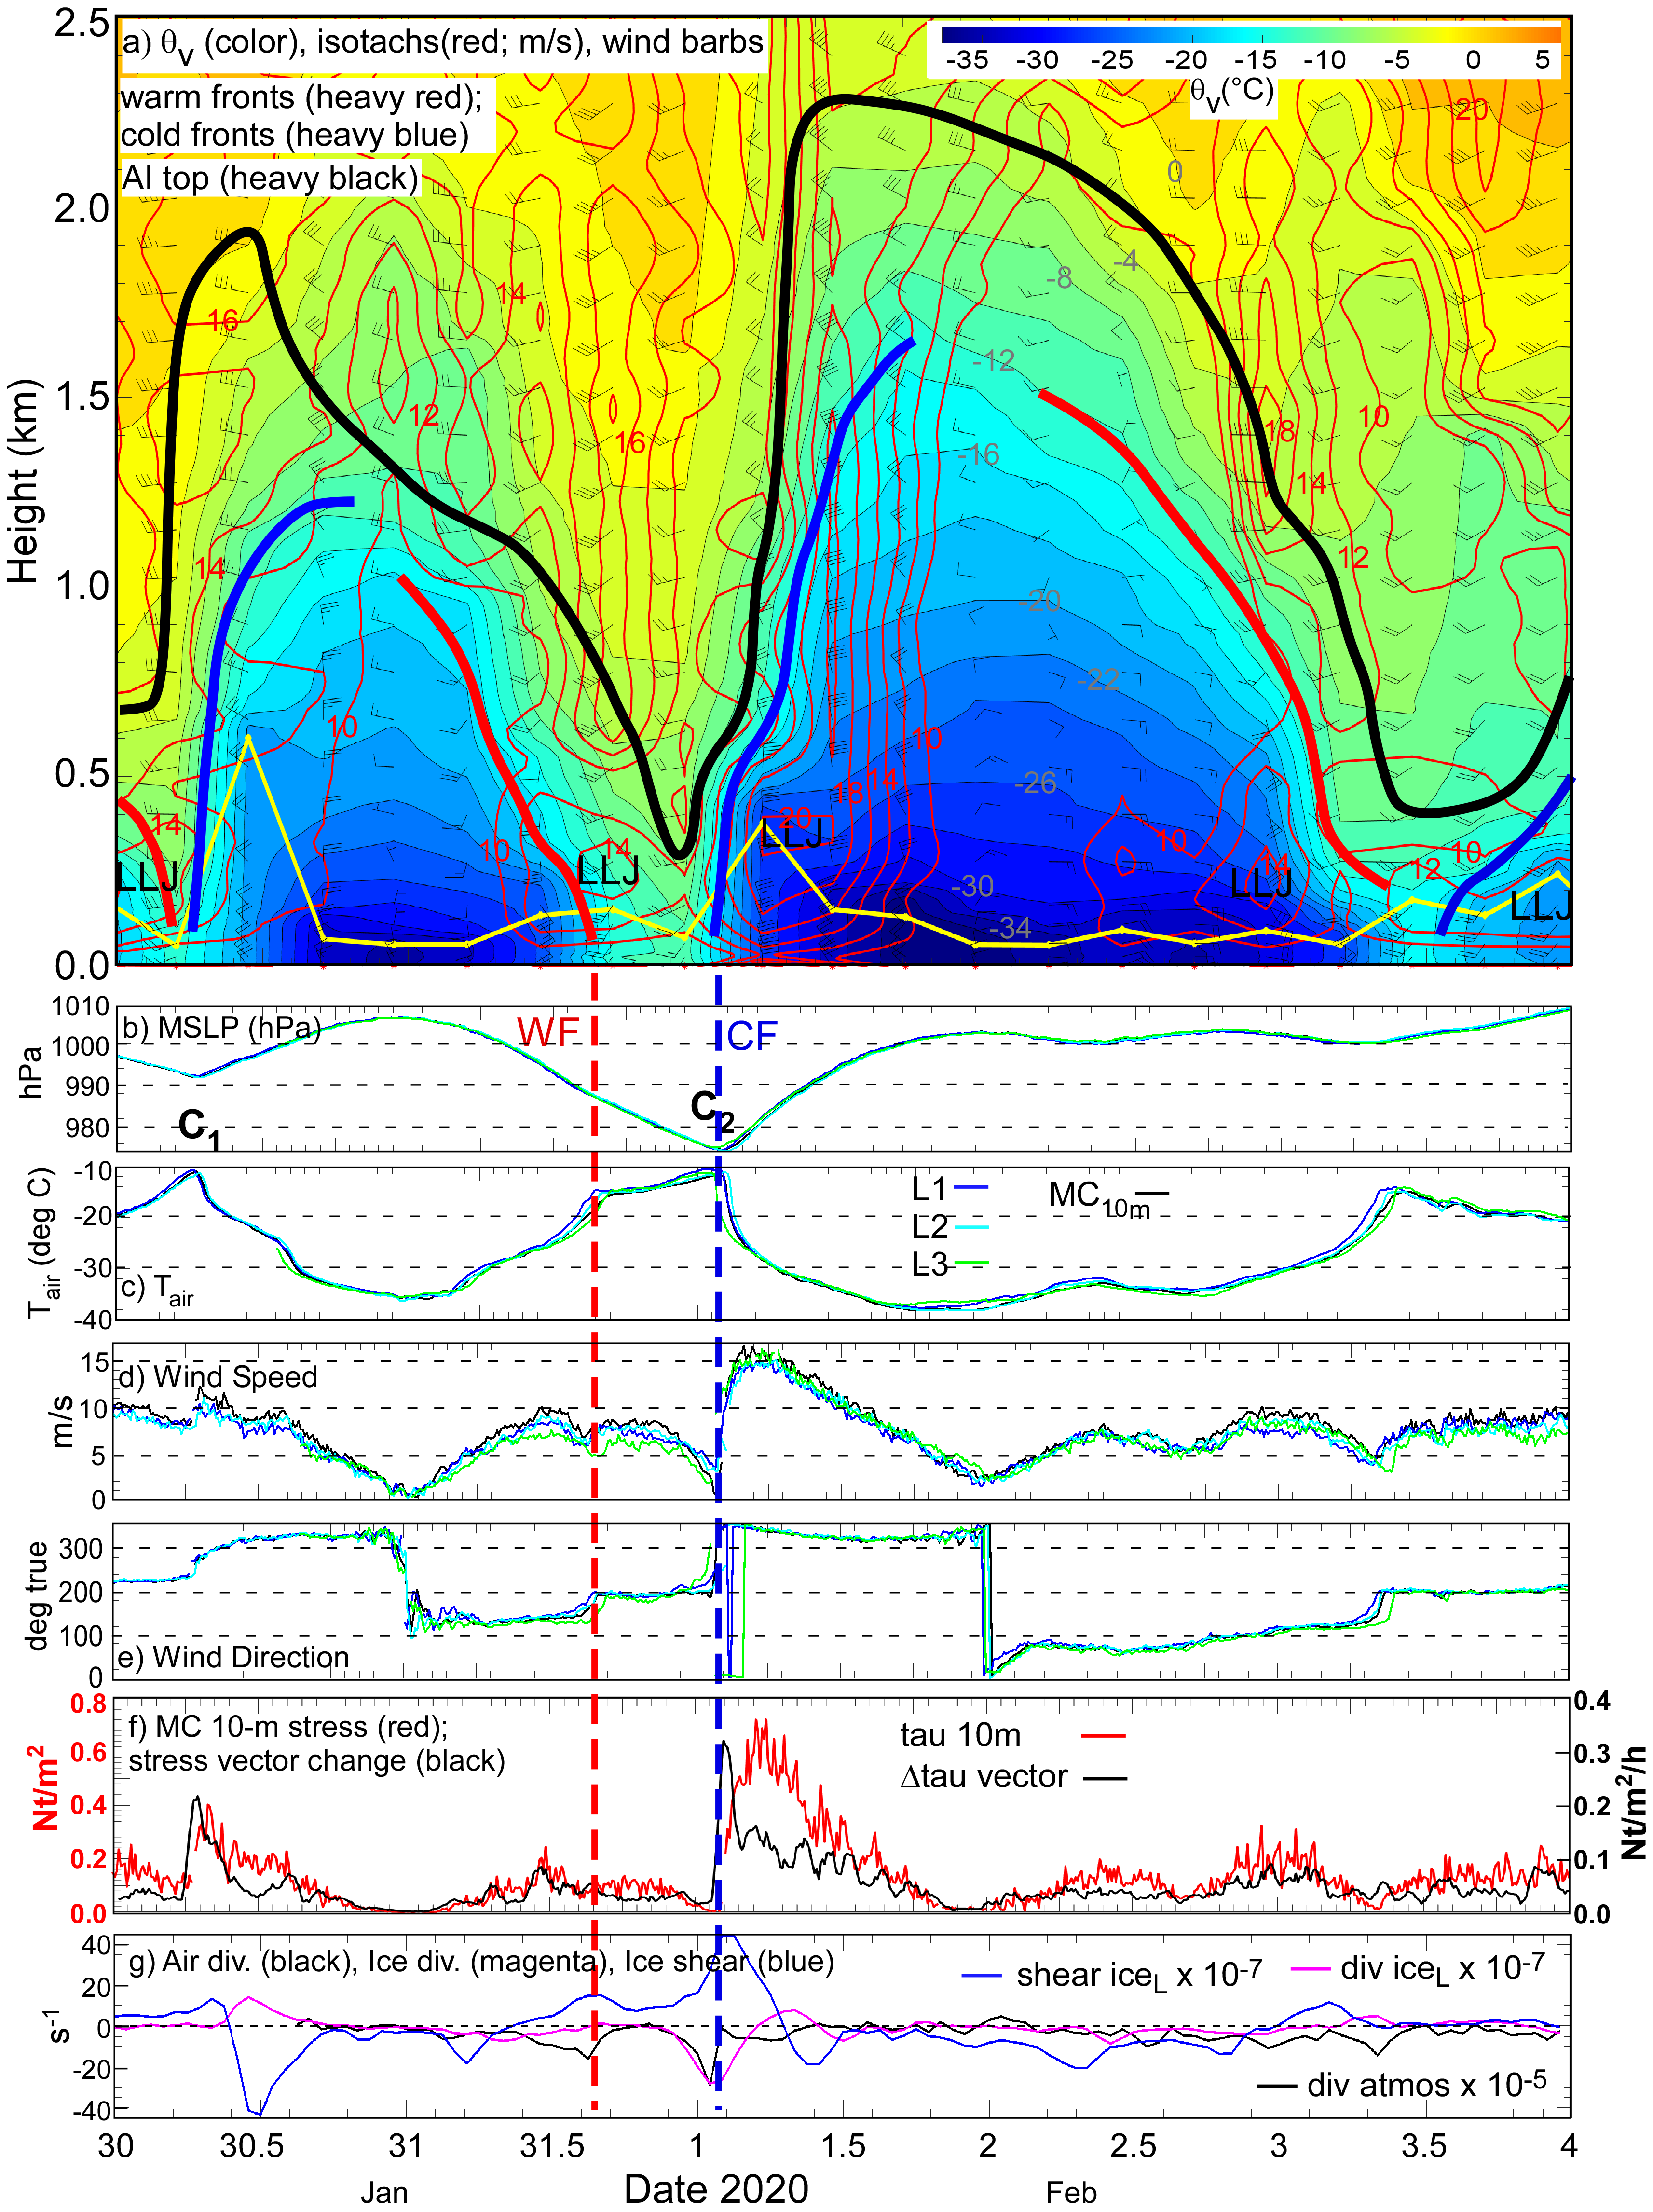 a) θv (color), isotachs(red; m/s), wind barbs
warm fronts (heavy red);
cold fronts (heavy blue)
AI top (heavy black)
-35 -30 -25 -20 -15 -10 -5 0 5
θv(°C)
Height (km)
2.5
2.0
1.5
1.0
0.5
0.0
20
0
-4
-8
14
16
-12
18
10
12
16
-16
14
12
14
-20
-22
10
10
-26
18
14
20
14
10
14
10
14
12
10
-30
-34
LLJ
LLJ
LLJ
LLJ
LLJ
b) MSLP (hPa)
hPa
1010
1000
990
980
WF
CF
C1
C2
c) Tair
Tair (deg C)
-10
-20
-30
-40
L1
L2
L3
MC10m
d) Wind Speed
m/s
15
10
5
0
e) Wind Direction
deg true
300
200
100
0
f) MC 10-m stress (red);
stress vector change (black)
tau 10m
Δtau vector
Nt/m2
0.8
0.6
0.4
0.2
0.0
Nt/m2/h
0.4
0.3
0.2
0.1
0.0
g) Air div. (black), Ice div. (magenta), Ice shear (blue)
shear iceL x 10-7
div iceL x 10-7
div atmos x 10-5
s-1
40
20
0
-20
-40
30 30.5 31 31.5 1 1.5 2 2.5 3 3.5 4
Jan Date 2020 Feb